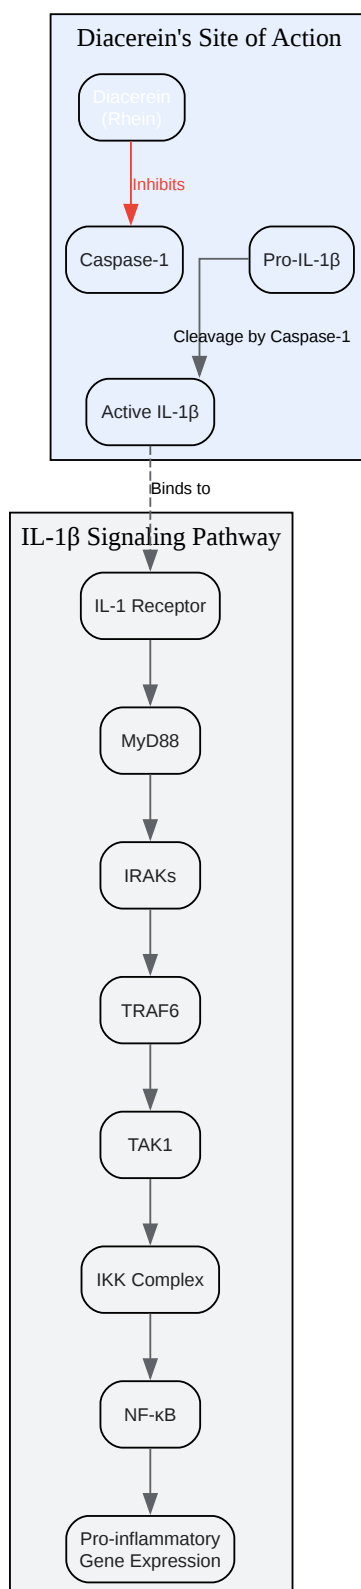 Diacerein's Site of Action
Diacerein
(Rhein)
Inhibits
Caspase-1
Pro-IL-1β
Cleavage by Caspase-1
Active IL-1β
Binds to
IL-1β Signaling Pathway
IL-1 Receptor
MyD88
IRAKs
TRAF6
TAK1
IKK Complex
NF-κB
Pro-inflammatory
Gene Expression